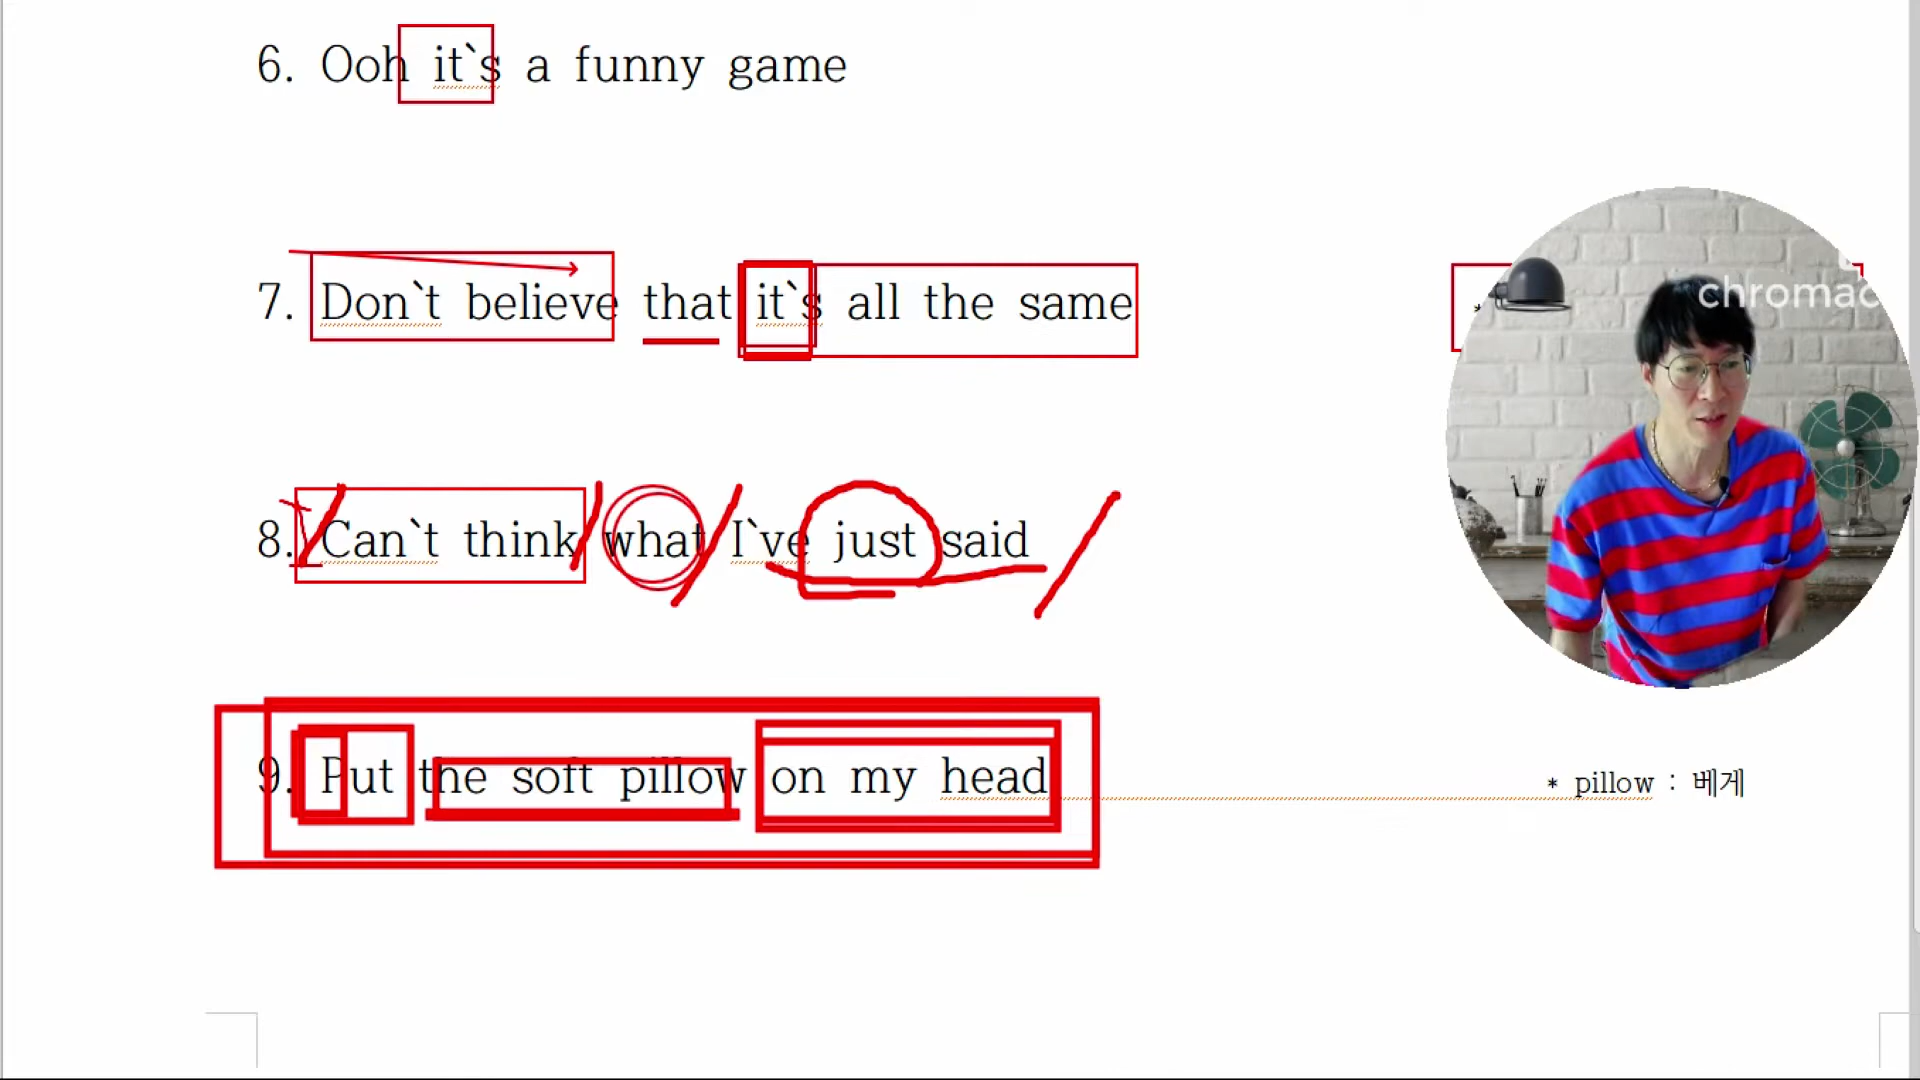 6. Ooh it`s a funny game
7. Don`t believe that it`s all the same
*
chromac
8. Can`t think what I`ve just said
9. Put the soft pillow on my head
* pillow : 베게